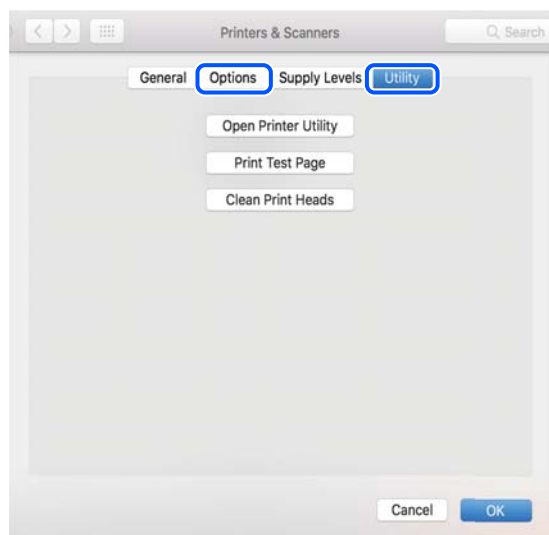 Printers & Scanners Search
General Options Supply Levels Utility
Open Printer Utility
Print Test Page
Clean Print Heads
Cancel OK